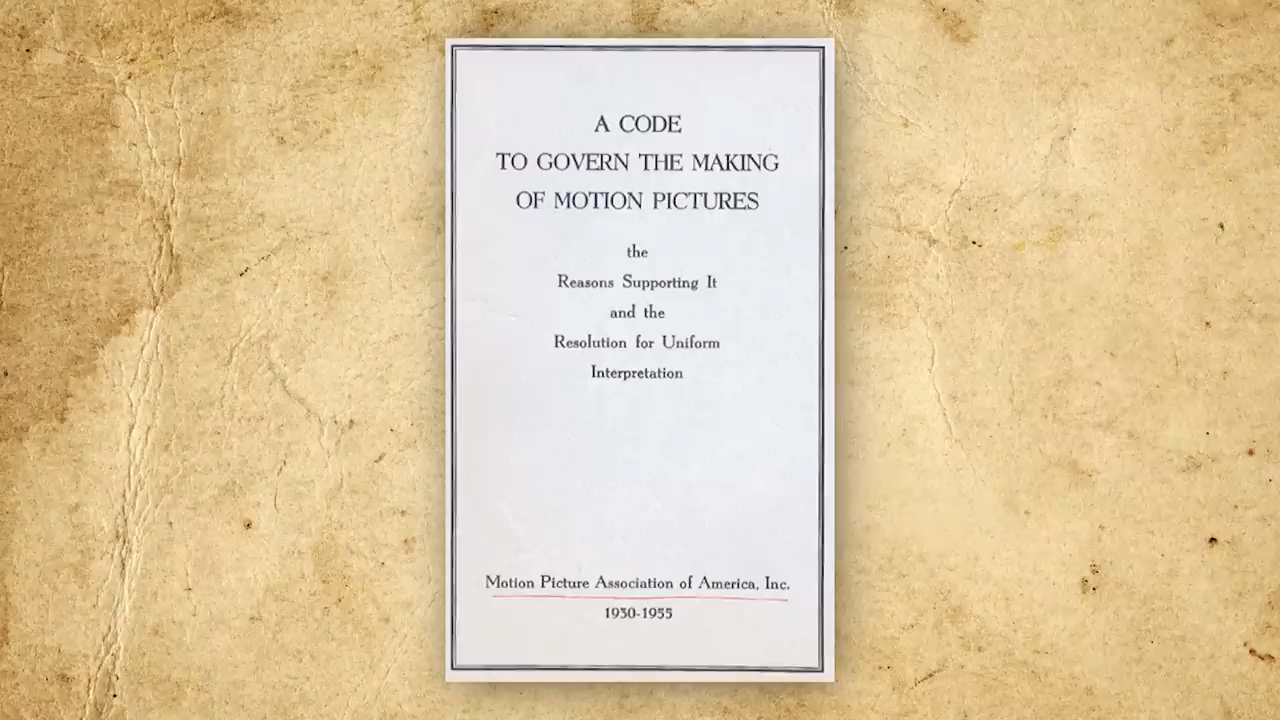 A CODE
TO GOVERN THE MAKING
OF MOTION PICTURES
the
Reasons Supporting It
and the
Resolution for Uniform
Interpretation
Motion Picture Association of America, Inc.
1930-1955